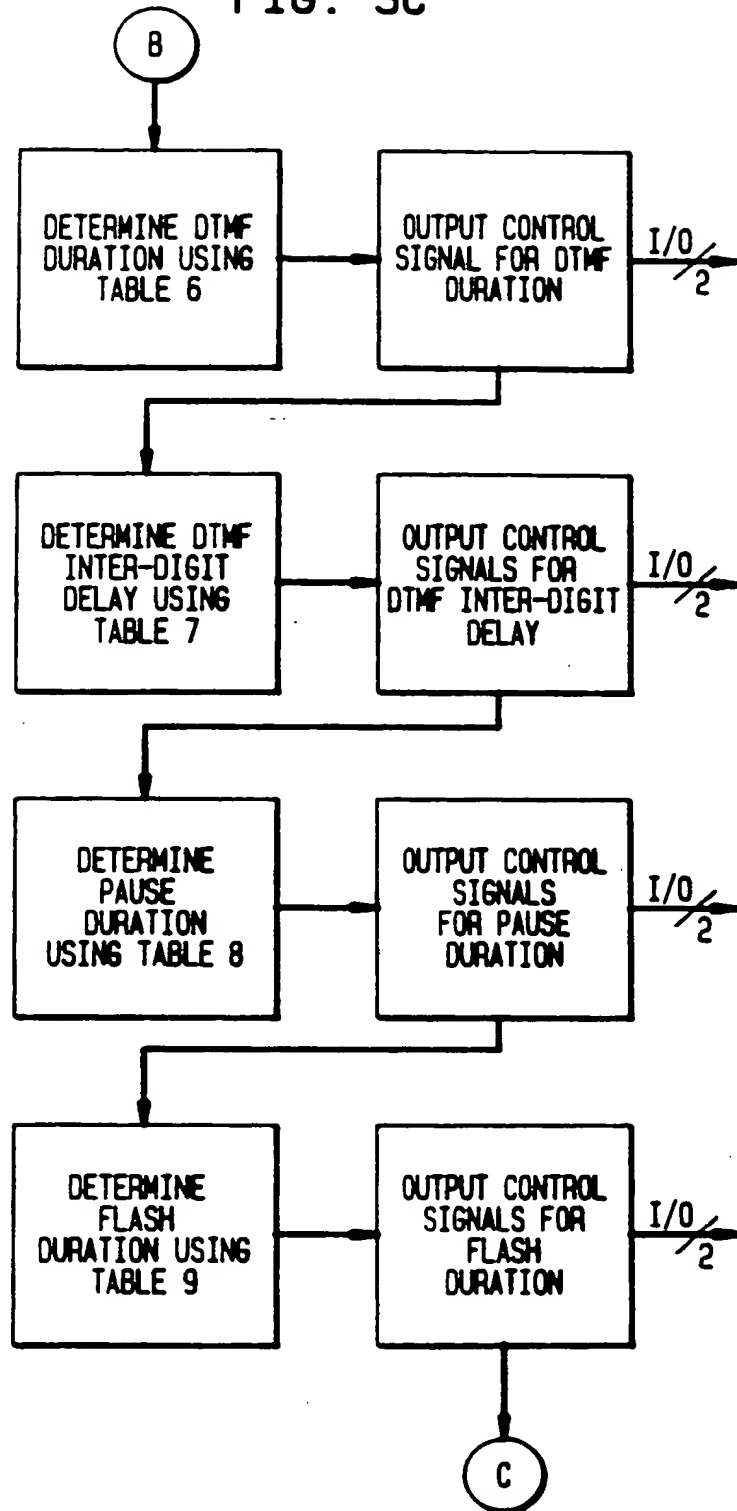 FIG. 5C
B
DETERMINE DTMF
DURATION USING
TABLE 6
OUTPUT CONTROL
SIGNAL FOR DTMF
DURATION
I/O
2
DETERMINE DTMF
INTER-DIGIT
DELAY USING
TABLE 7
OUTPUT CONTROL
SIGNALS FOR
DTMF INTER-DIGIT
DELAY
I/O
2
DETERMINE
PAUSE
DURATION
USING TABLE 8
OUTPUT CONTROL
SIGNALS
FOR PAUSE
DURATION
I/O
2
DETERMINE
FLASH
DURATION USING
TABLE 9
OUTPUT CONTROL
SIGNALS FOR
FLASH
DURATION
I/O
2
C